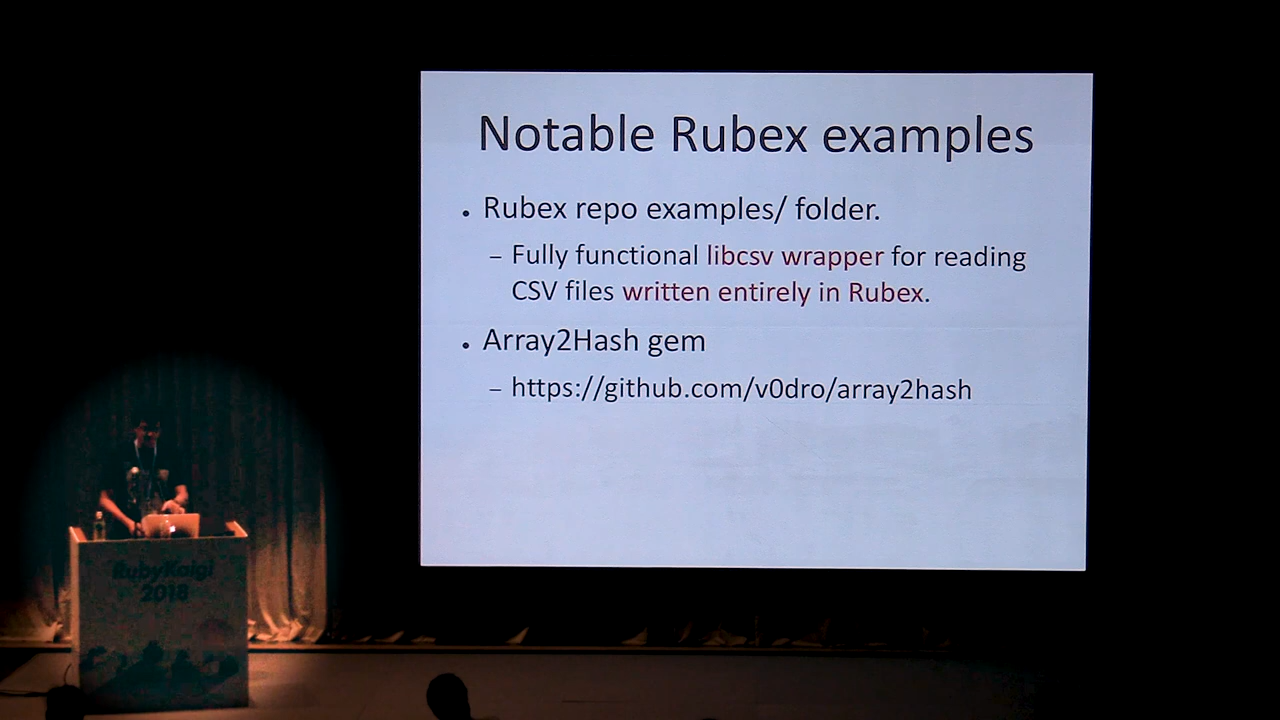 Notable Rubex examples
• Rubex repo examples/ folder.
– Fully functional libcsv wrapper for reading
CSV files written entirely in Rubex.
• Array2Hash gem
– https://github.com/v0dro/array2hash
RubyKaigi
2018